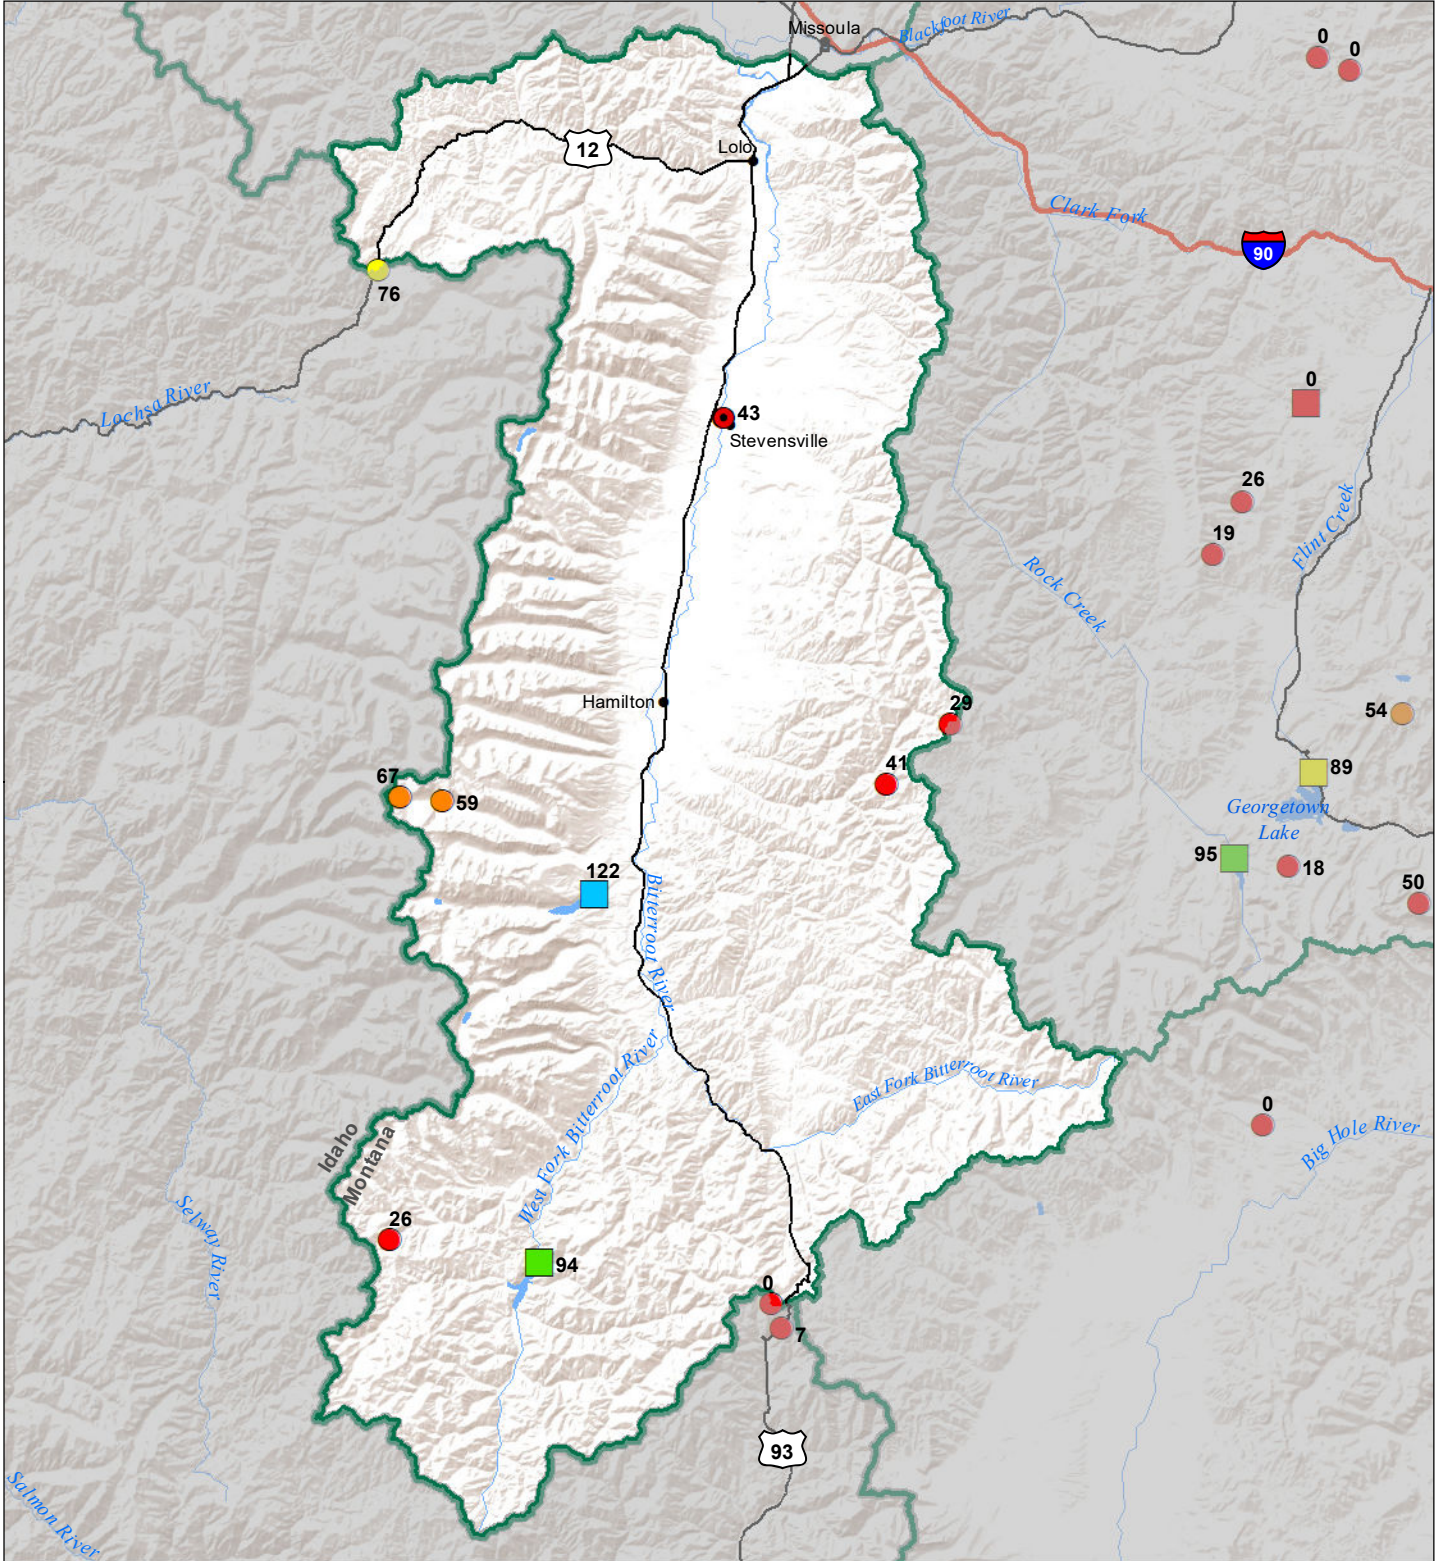 Missoula
Blackfoot River
0
0
12
Lolo
Clark Fork
90
76
Lochsa River
0
43
Stevensville
26
Flint Creek
19
Rock Creek
Hamilton
29
54
41
67
59
89
Georgetown
Lake
122
95
18
50
Bitterroot River
West Fork Bitterroot River
East Fork Bitterroot River
0
Big Hole River
Idaho
Montana
Selway River
26
94
0
7
93
Salmon River